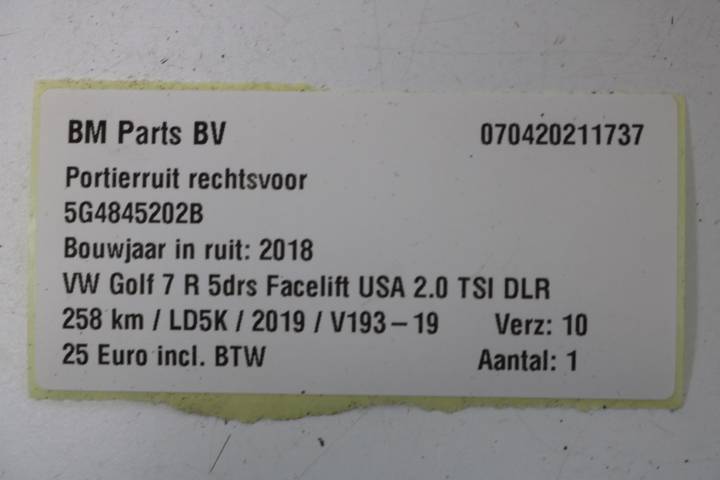 BM Parts BV 070420211737
Portierruit rechtsvoor
5G4845202B
Bouwjaar in ruit: 2018
VW Golf 7 R 5drs Facelift USA 2.0 TSI DLR
258 km / LD5K / 2019 / V193-19 Verz: 10
25 Euro incl. BTW Aantal: 1